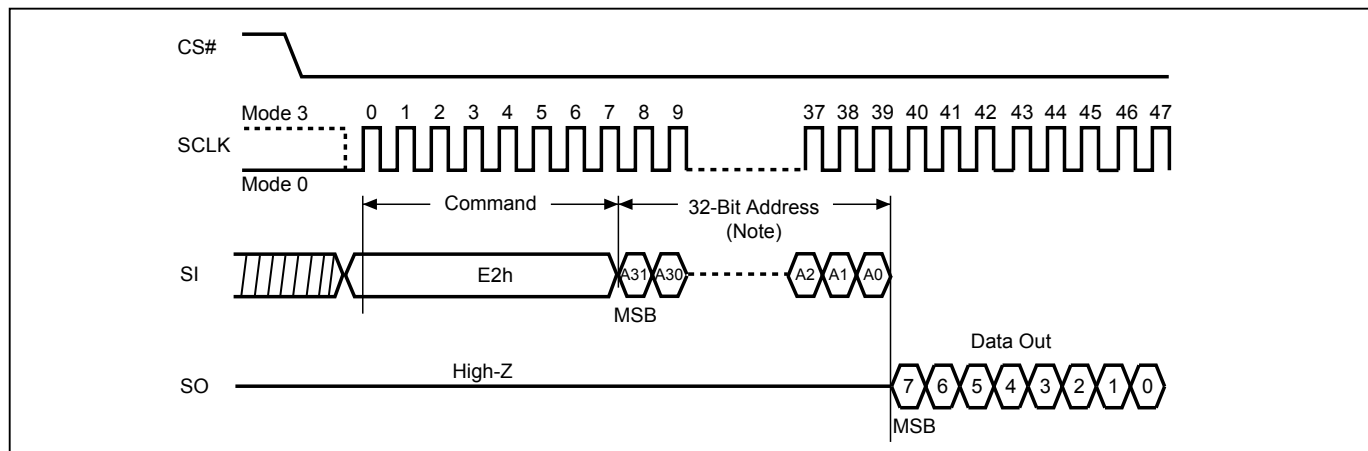 CS#
Mode 3
0 1 2 3 4 5 6 7 8 9 37 38 39 40 41 42 43 44 45 46 47
SCLK
Mode 0
Command
32-Bit Address
(Note)
SI
E2h
A31 A30 A2 A1 A0
MSB
Data Out
High-Z
SO
7 6 5 4 3 2 1 0
MSB